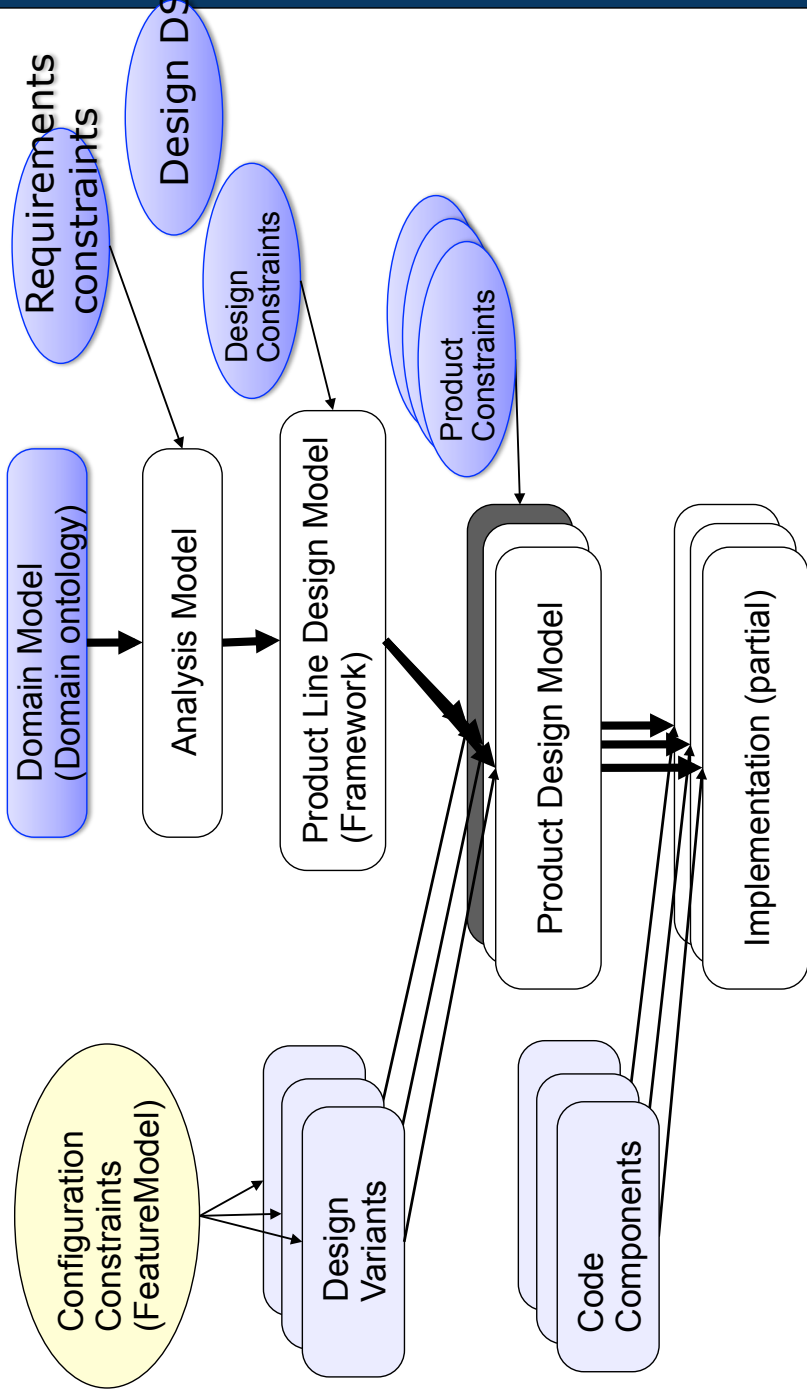 Configuration
Constraints
(FeatureModel)
Domain Model
(Domain ontology)
Requirements
constraints
Analysis Model
Design
Design
Constraints
Product Line Design Model
(Framework)
Design
Variants
Product
Constraints
Product Design Model
Code
Components
Implementation (partial)